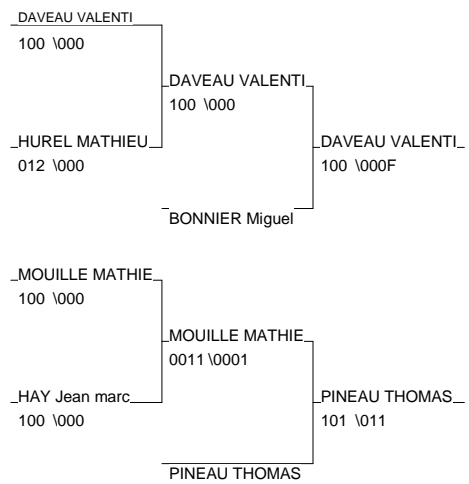 DAVEAU VALENTI
100 \000
DAVEAU VALENTI
100 \000
HUREL MATHIEU
012 \000
DAVEAU VALENTI
100 \000F
BONNIER Miguel
MOUILLE MATHIE
100 \000
MOUILLE MATHIE
0011 \0001
HAY Jean marc
100 \000
PINEAU THOMAS
101 \011
PINEAU THOMAS